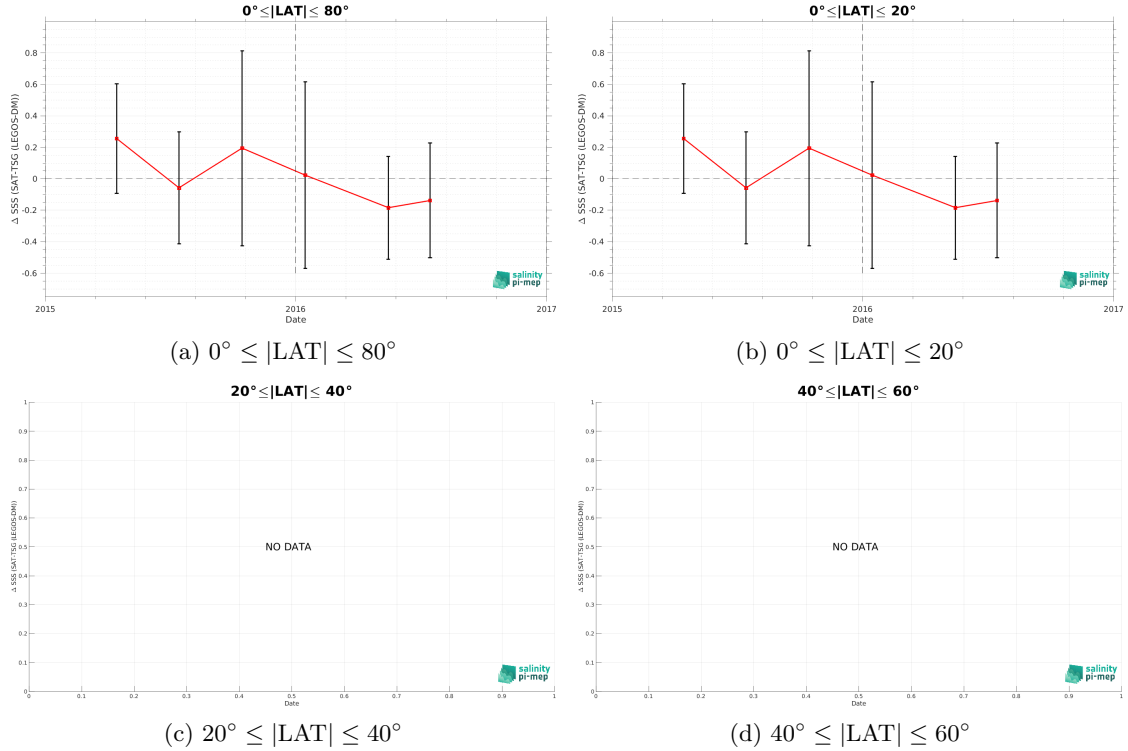 0°≤|LAT|≤ 80°
Δ SSS (SAT-TSG (LEGOS-DM))
0.8
0.6
0.4
0.2
0
-0.2
-0.4
-0.6
2015
2016
2017
Date
salinity
pi-mep
(a) 0° ≤ |LAT| ≤ 80°
0°≤|LAT|≤ 20°
Δ SSS (SAT-TSG (LEGOS-DM))
0.8
0.6
0.4
0.2
0
-0.2
-0.4
-0.6
2015
2016
2017
Date
salinity
pi-mep
(b) 0° ≤ |LAT| ≤ 20°
20°≤|LAT|≤ 40°
Δ SSS (SAT-TSG (LEGOS-DM))
1
0.9
0.8
0.7
0.6
0.5
0.4
0.3
0.2
0.1
0
NO DATA
0 0.1 0.2 0.3 0.4 0.5 0.6 0.7 0.8 0.9 1
Date
salinity
pi-mep
(c) 20° ≤ |LAT| ≤ 40°
40°≤|LAT|≤ 60°
Δ SSS (SAT-TSG (LEGOS-DM))
1
0.9
0.8
0.7
0.6
0.5
0.4
0.3
0.2
0.1
0
NO DATA
0 0.1 0.2 0.3 0.4 0.5 0.6 0.7 0.8 0.9 1
Date
salinity
pi-mep
(d) 40° ≤ |LAT| ≤ 60°